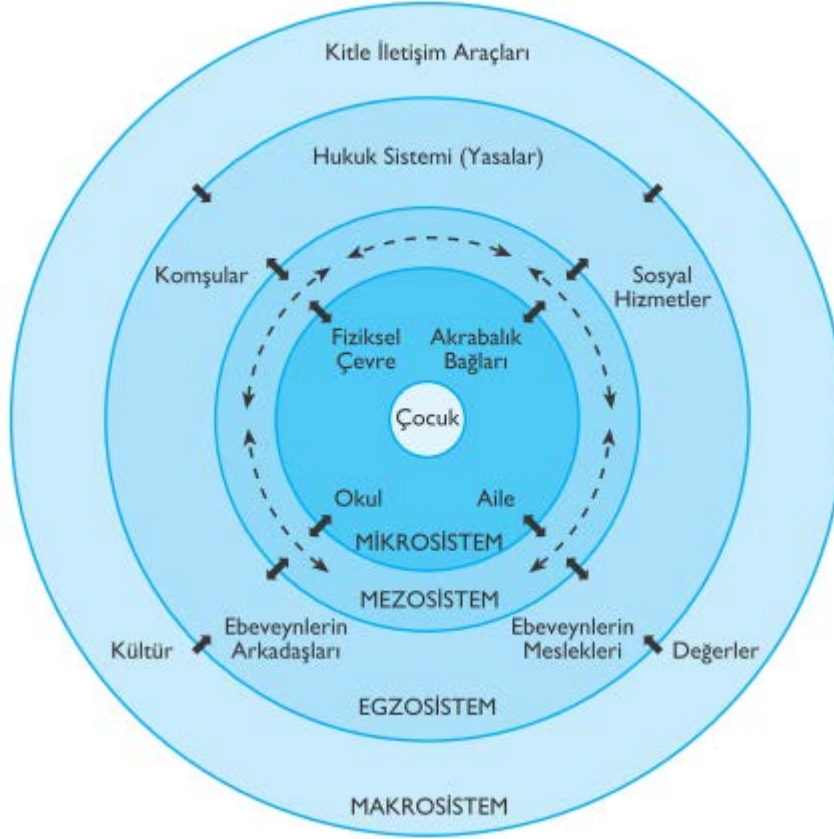 Kitle İletişim Araçları
Hukuk Sistemi (Yasalar)
Komşular
Sosyal
Hizmetler
Fiziksel
Çevre
Akrabalık
Bağları
Çocuk
Okul
Aile
MİKROSİSTEM
MEZOSİSTEM
Kültür
Ebeveynlerin
Arkadaşları
Ebeveynlerin
Meslekleri
Değerler
EGZOSİSTEM
MAKROSİSTEM